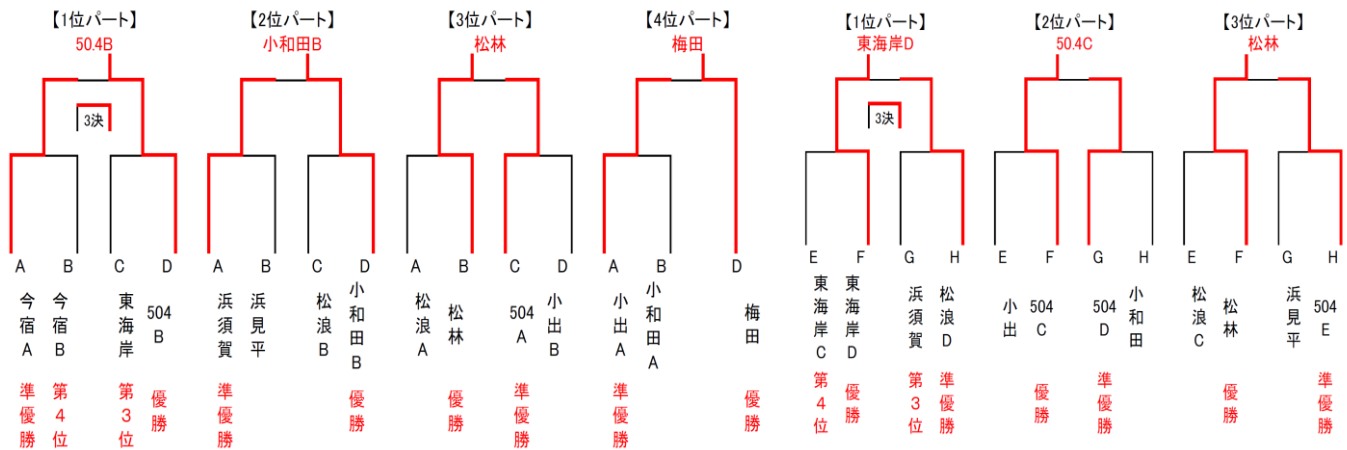 【1位パート】
50.4B
3決
A B C D
今宿A
今宿B
東海岸
504B
準優勝
第4位
第3位
優勝
【2位パート】
小和田B
A B C D
浜須賀
浜見平
松浪B
小和田B
準優勝
優勝
【3位パート】
松林
A B C D
松浪A
松林
504A
小出B
優勝
準優勝
【4位パート】
梅田
A B D
小出A
小和田A
梅田
準優勝
優勝
【1位パート】
東海岸D
3決
E F G H
東海岸C
東海岸D
浜須賀
松浪D
第4位
優勝
第3位
準優勝
【2位パート】
50.4C
E F G H
小出
504C
504D
小和田
優勝
準優勝
【3位パート】
松林
E F G H
松浪C
松林
浜見平
504E
優勝
準優勝